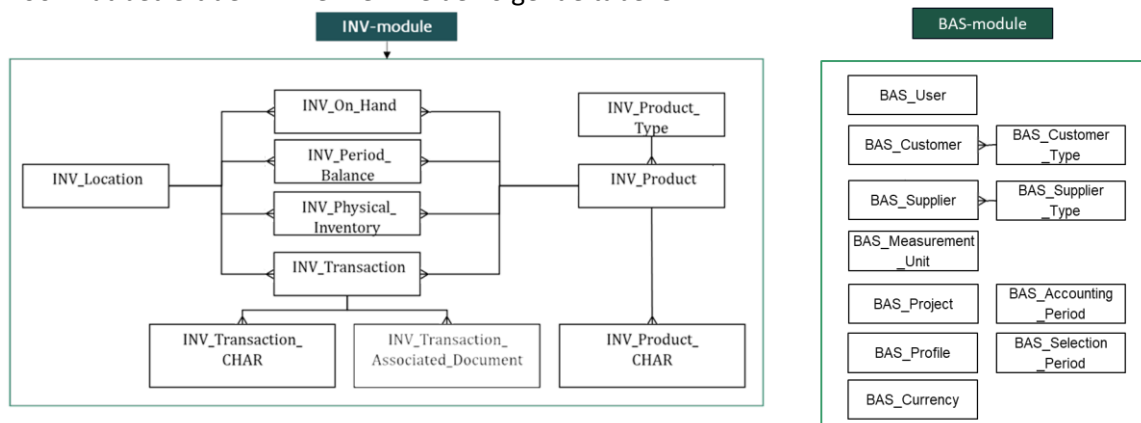 INV-module
BAS-module
INV_On_Hand
INV_Product_
Type
INV_Period_
Balance
INV_Location
INV_Product
INV_Physical_
Inventory
INV_Transaction
INV_Transaction_
CHAR
INV_Transaction_
Associated_Document
INV_Product_
CHAR
BAS_User
BAS_Customer
BAS_Customer
_Type
BAS_Supplier
BAS_Supplier
_Type
BAS_Measurement
_Unit
BAS_Project
BAS_Accounting
_Period
BAS_Profile
BAS_Selection
_Period
BAS_Currency